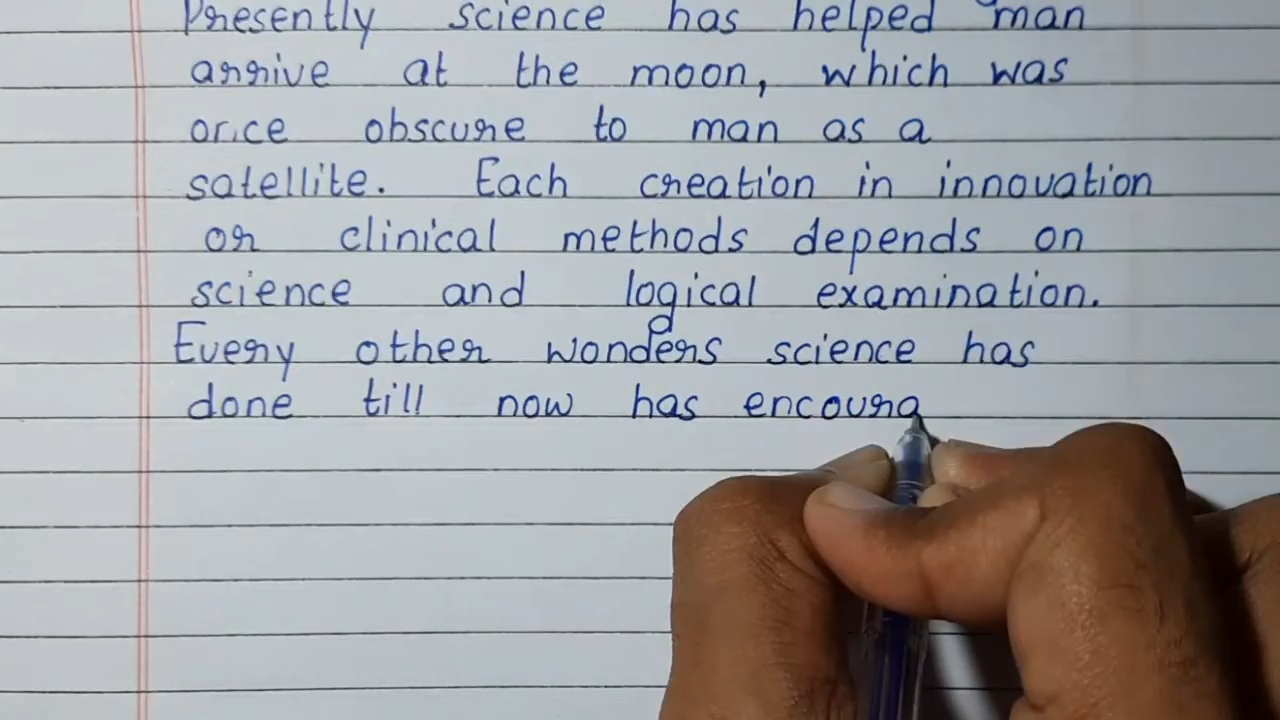 Presently science has helped man
arrive at the moon, which was
once obscure to man as a
satellite. Each creation in innovation
or clinical methods depends on
science and logical examination.
Every other wonders science has
done till now has encoura